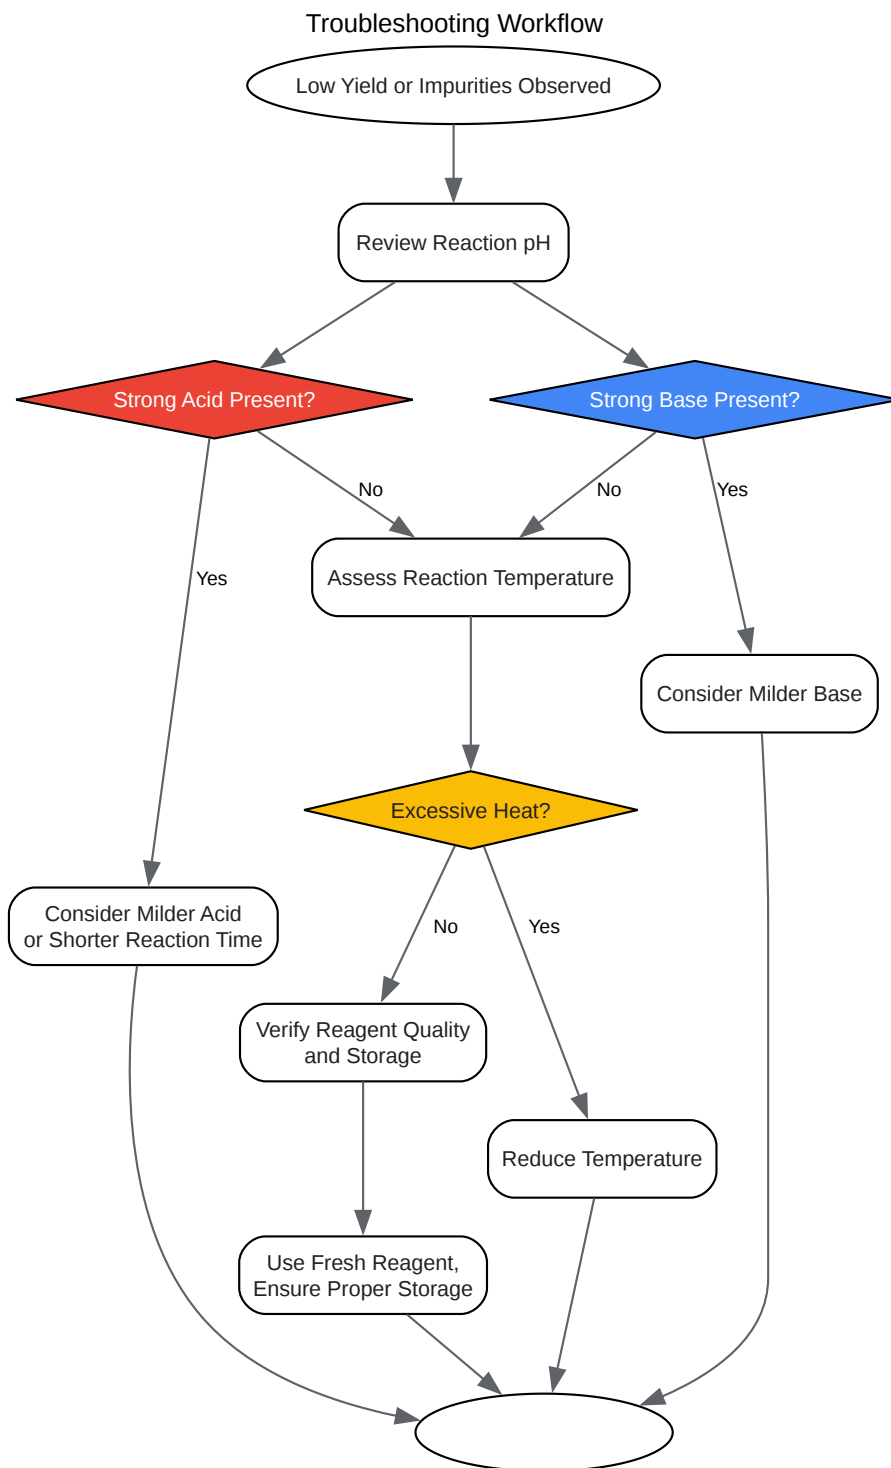 Troubleshooting Workflow
Low Yield or Impurities Observed
Review Reaction pH
Strong Acid Present?
Strong Base Present?
No
No
Yes
Yes
Assess Reaction Temperature
Consider Milder Base
Excessive Heat?
Consider Milder Acid
or Shorter Reaction Time
No
Yes
Verify Reagent Quality
and Storage
Reduce Temperature
Use Fresh Reagent,
Ensure Proper Storage